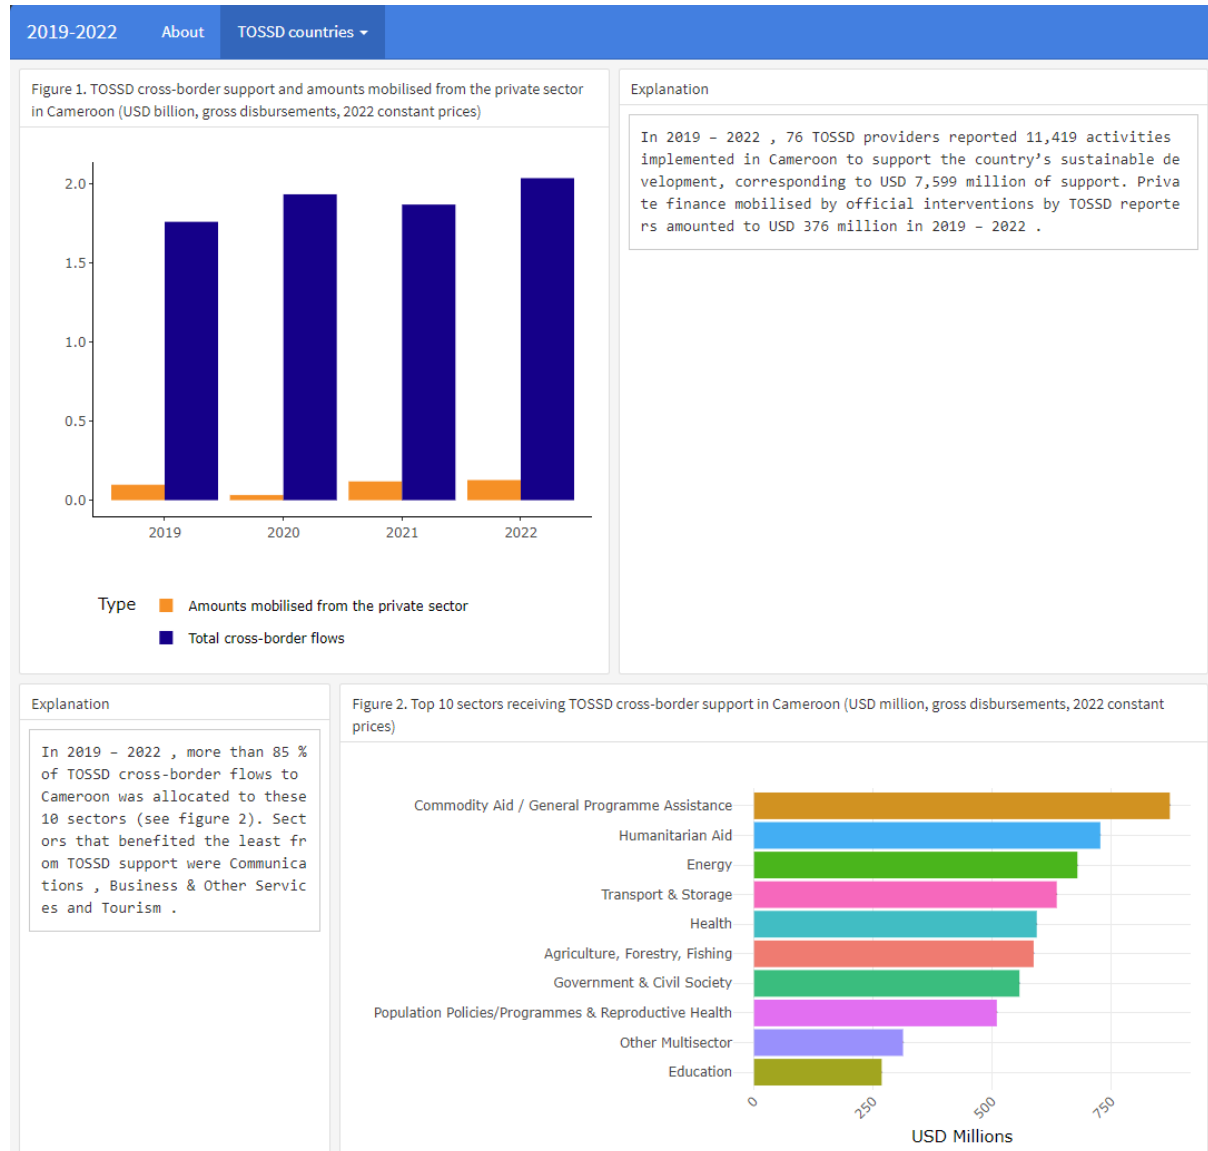 2019-2022 About TOSSD countries
Figure 1. TOSSD cross-border support and amounts mobilised from the private sector
in Cameroon (USD billion, gross disbursements, 2022 constant prices)
2.0
1.5
1.0
0.5
0.0
2019 2020 2021 2022
Type
Amounts mobilised from the private sector
Total cross-border flows
Explanation
In 2019 – 2022 , 76 TOSSD providers reported 11,419 activities
implemented in Cameroon to support the country’s sustainable de
velopment, corresponding to USD 7,599 million of support. Priva
te finance mobilised by official interventions by TOSSD reporte
rs amounted to USD 376 million in 2019 – 2022 .
Explanation
In 2019 – 2022 , more than 85 %
of TOSSD cross-border flows to
Cameroon was allocated to these
10 sectors (see figure 2). Sect
ors that benefited the least fr
om TOSSD support were Communica
tions , Business & Other Servic
es and Tourism .
Figure 2. Top 10 sectors receiving TOSSD cross-border support in Cameroon (USD million, gross disbursements, 2022 constant
prices)
Commodity Aid / General Programme Assistance
Humanitarian Aid
Energy
Transport & Storage
Health
Agriculture, Forestry, Fishing
Government & Civil Society
Population Policies/Programmes & Reproductive Health
Other Multisector
Education
0 250 500 750
USD Millions